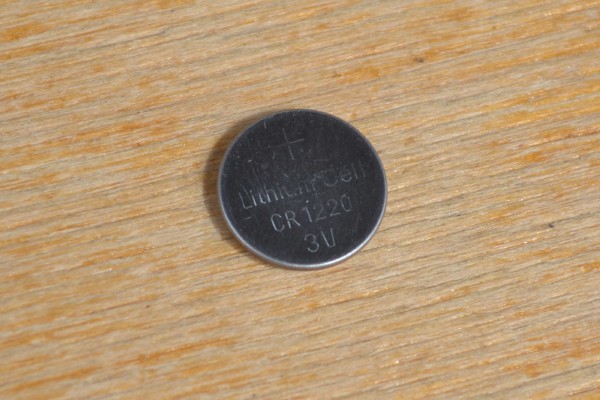 +
Lithium Cell
CR1220
3V